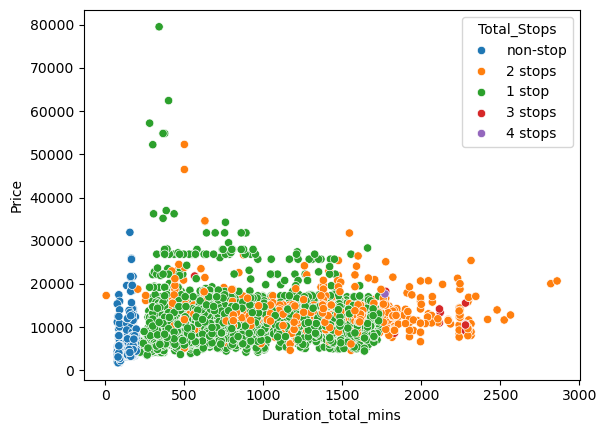 80000
70000
60000
50000
40000
30000
20000
10000
0
Price
Total_Stops
non-stop
2 stops
1 stop
3 stops
4 stops
0 500 1000 1500 2000 2500 3000
Duration_total_mins